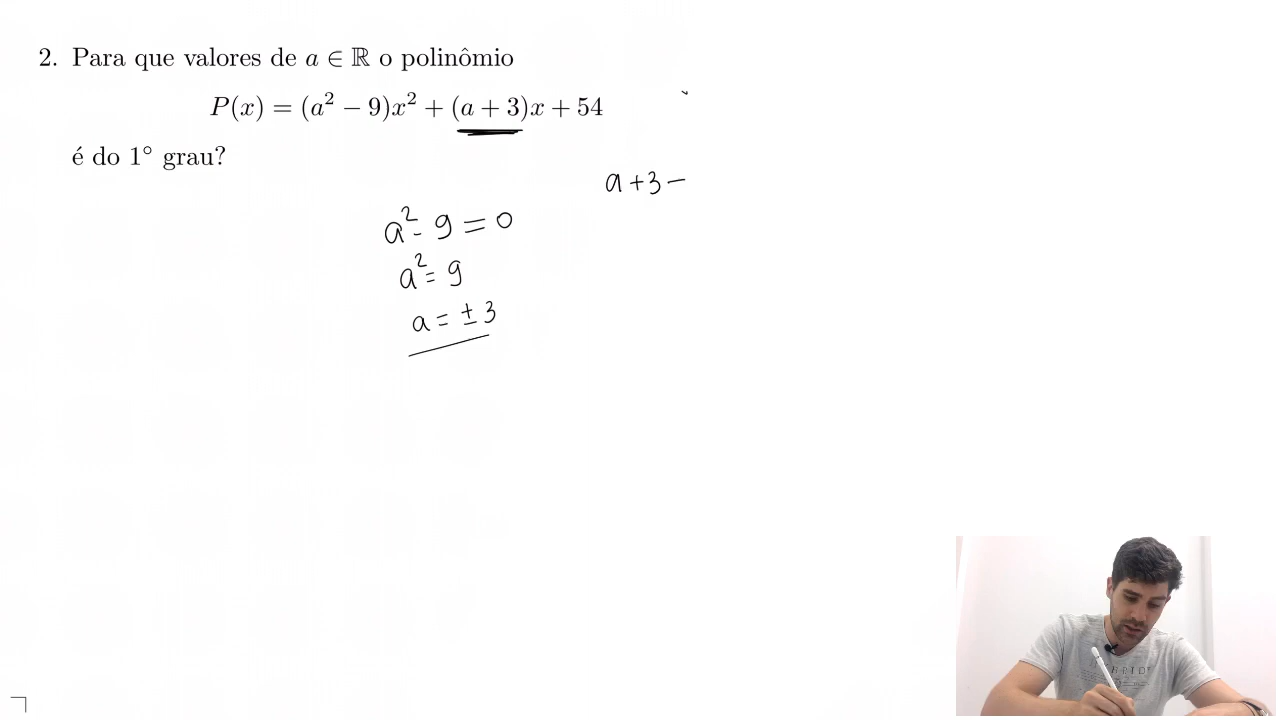 2. Para que valores de a ∈ ℝ o polinômio
P(x) = (a² − 9)x² + (a + 3)x + 54
é do 1° grau?
a + 3 −
a² - 9 = 0
a² = 9
a = ± 3